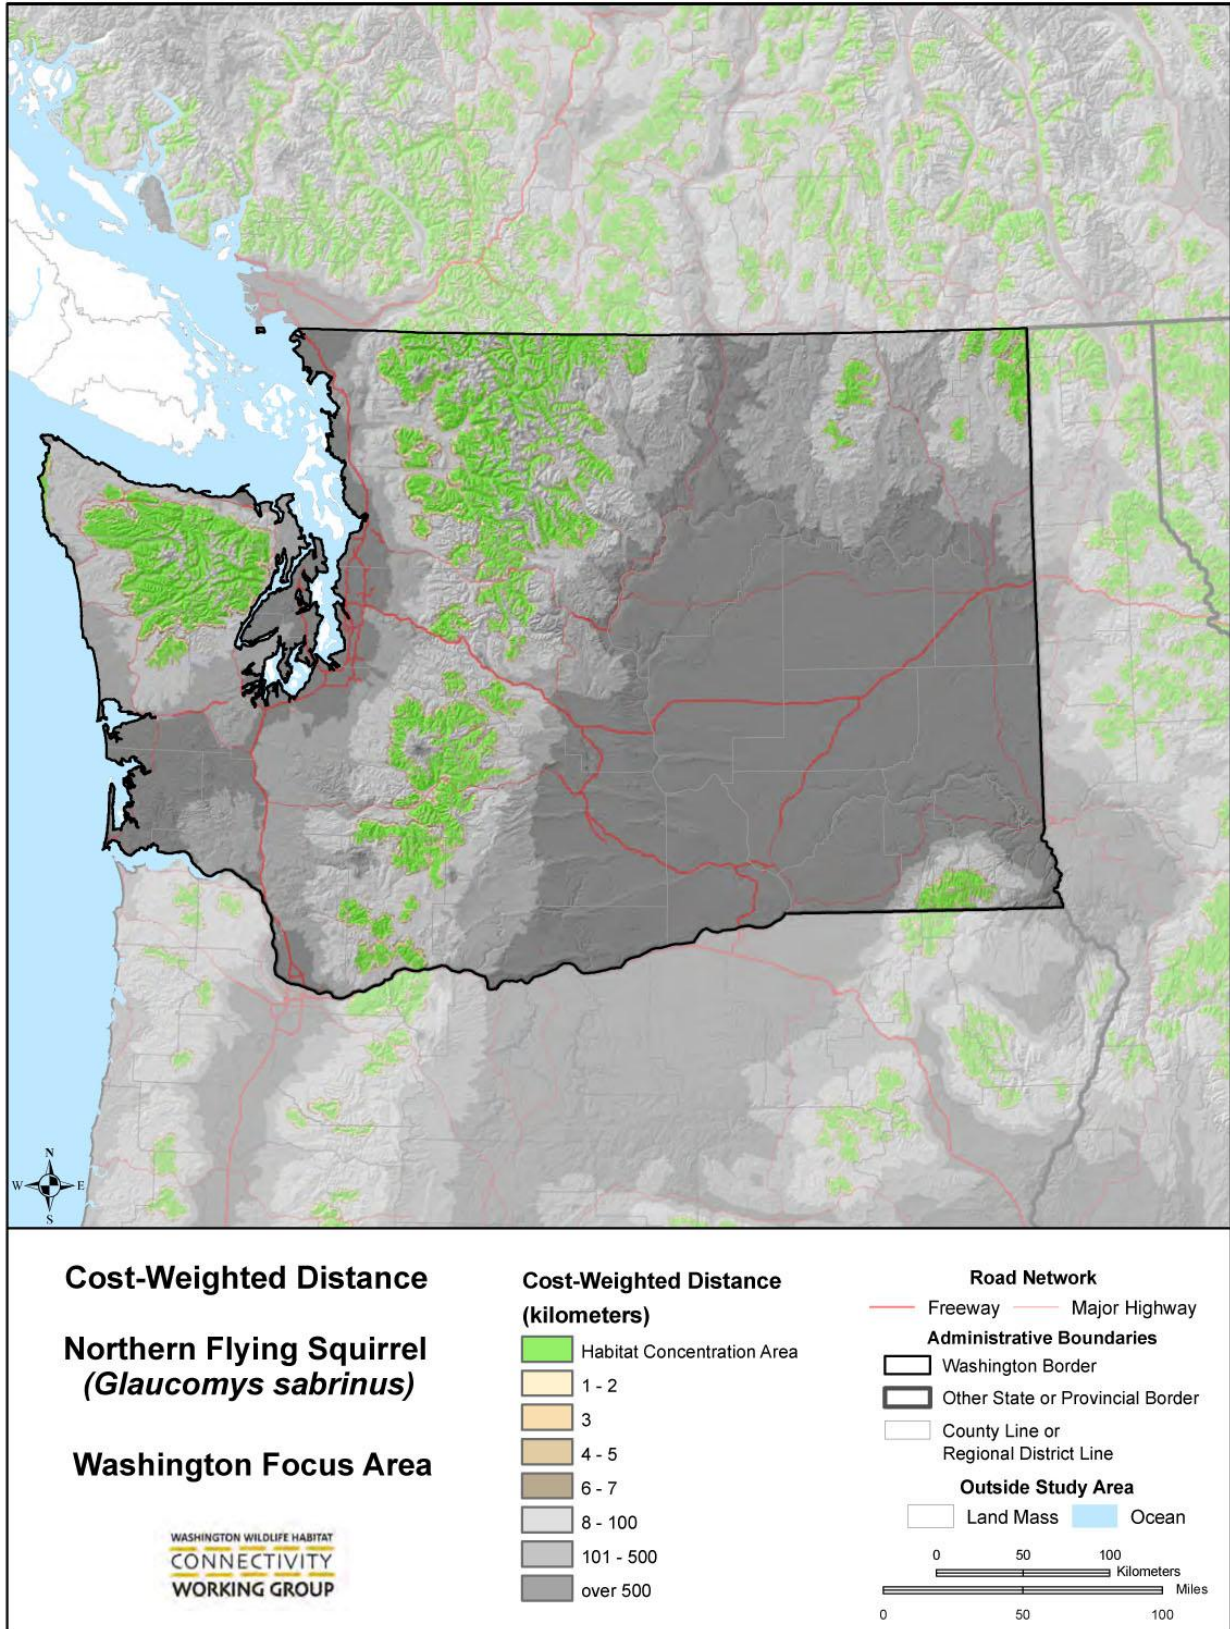 N
W
E
S
Cost-Weighted Distance
Northern Flying Squirrel
(Glaucomys sabrinus)
Washington Focus Area
WASHINGTON WILDLIFE HABITAT
CONNECTIVITY
WORKING GROUP
Cost-Weighted Distance
(kilometers)
Habitat Concentration Area
1 - 2
3
4 - 5
6 - 7
8 - 100
101 - 500
over 500
Road Network
Freeway
Major Highway
Administrative Boundaries
Washington Border
Other State or Provincial Border
County Line or
Regional District Line
Outside Study Area
Land Mass
Ocean
0 50 100
Kilometers
Miles
0 50 100